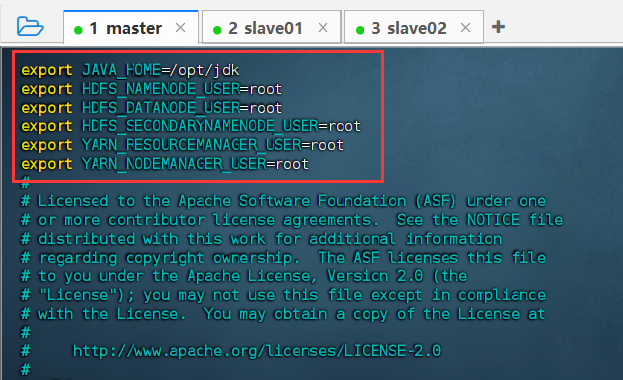 1 master × 2 slave01 × 3 slave02 × +
export JAVA_HOME=/opt/jdk
export HDFS_NAMENODE_USER=root
export HDFS_DATANODE_USER=root
export HDFS_SECONDARYNAMENODE_USER=root
export YARN_RESOURCEMANAGER_USER=root
export YARN_NODEMANAGER_USER=root
#
# Licensed to the Apache Software Foundation (ASF) under one
# or more contributor license agreements.  See the NOTICE file
# distributed with this work for additional information
# regarding copyright ownership.  The ASF licenses this file
# to you under the Apache License, Version 2.0 (the
# "License"); you may not use this file except in compliance
# with the License.  You may obtain a copy of the License at
#
#     http://www.apache.org/licenses/LICENSE-2.0
#